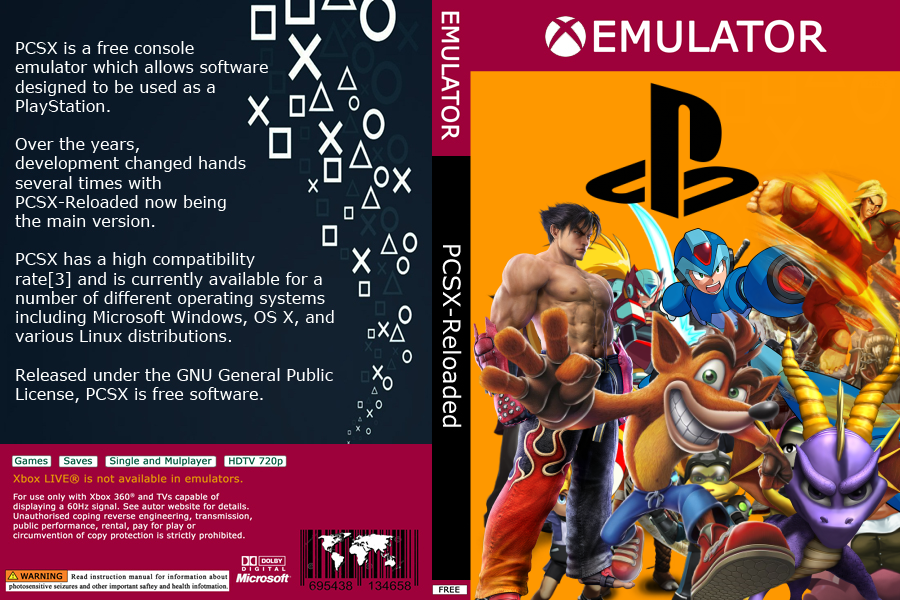 PCSX is a free console
emulator which allows software
designed to be used as a
PlayStation.
Over the years,
development changed hands
several times with
PCSX-Reloaded now being
the main version.
PCSX has a high compatibility
rate[3] and is currently available for a
number of different operating systems
including Microsoft Windows, OS X, and
various Linux distributions.
Released under the GNU General Public
License, PCSX is free software.
Games
Saves
Single and Mulplayer
HDTV 720p
Xbox LIVE® is not available in emulators.
For use only with Xbox 360® and TVs capable of
displaying a 60Hz signal. See autor website for details.
Unauthorised coping reverse engineering, transmission,
public performance, rental, pay for play or
circumvention of copy protection is strictly prohibited.
WARNING Read instruction manual for information about
photosensitive seizures and other important saftey and health infotmation.
DOLBY
DIGITAL
Microsoft
695438 134658
EMULATOR
PCSX-Reloaded
FREE
EMULATOR